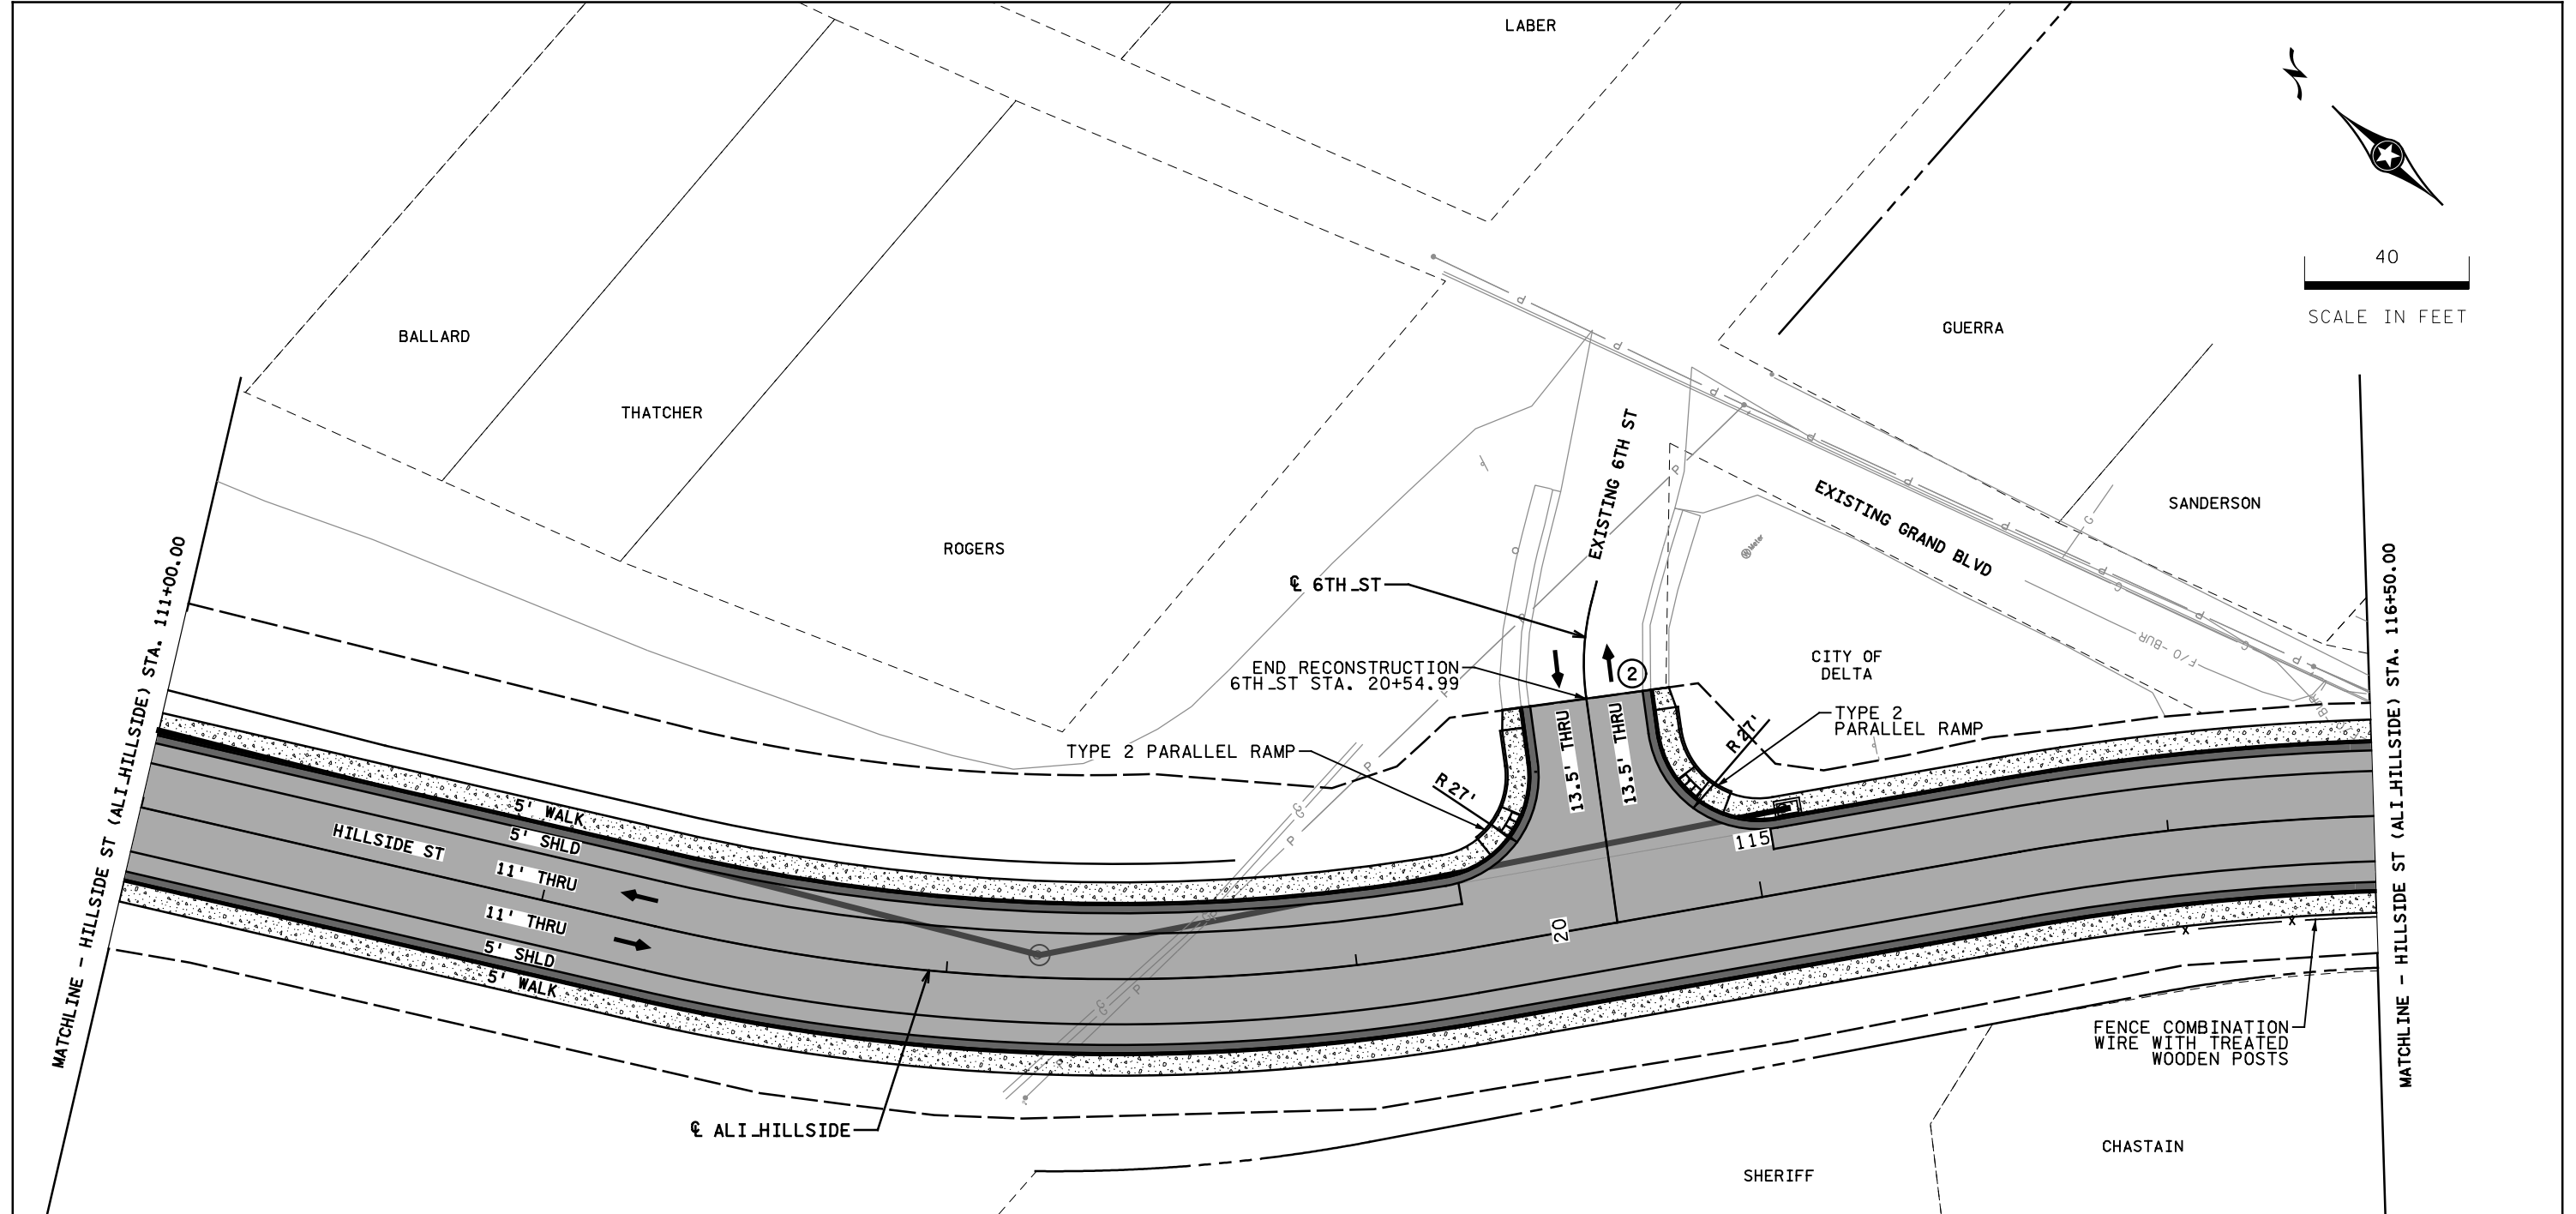 LABER
N
40
SCALE IN FEET
BALLARD
THATCHER
ROGERS
GUERRA
SANDERSON
EXISTING 6TH ST
EXISTING GRAND BLVD
Meter
F/O-BUR
℄ 6TH_ST
END RECONSTRUCTION
6TH_ST STA. 20+54.99
2
CITY OF
DELTA
TYPE 2
PARALLEL RAMP
TYPE 2 PARALLEL RAMP
R 27'
R 27'
13.5' THRU
13.5' THRU
MATCHLINE - HILLSIDE ST (ALI_HILLSIDE) STA. 111+00.00
MATCHLINE - HILLSIDE ST (ALI_HILLSIDE) STA. 116+50.00
5' WALK
5' SHLD
HILLSIDE ST
11' THRU
11' THRU
5' SHLD
5' WALK
115
20
℄ ALI_HILLSIDE
FENCE COMBINATION
WIRE WITH TREATED
WOODEN POSTS
CHASTAIN
SHERIFF